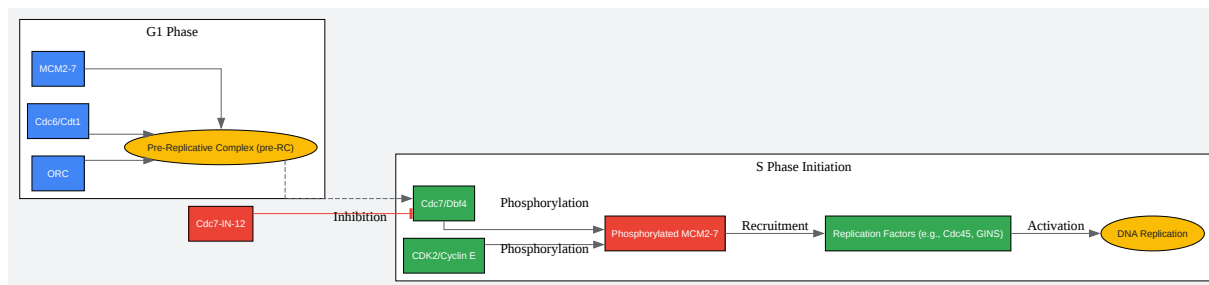 G1 Phase
MCM2-7
Cdc6/Cdt1
Pre-Replicative Complex (pre-RC)
ORC
S Phase Initiation
Cdc7/Dbf4
Phosphorylation
Cdc7-IN-12
Inhibition
Phosphorylated MCM2-7
Recruitment
Replication Factors (e.g., Cdc45, GINS)
Activation
DNA Replication
CDK2/Cyclin E
Phosphorylation